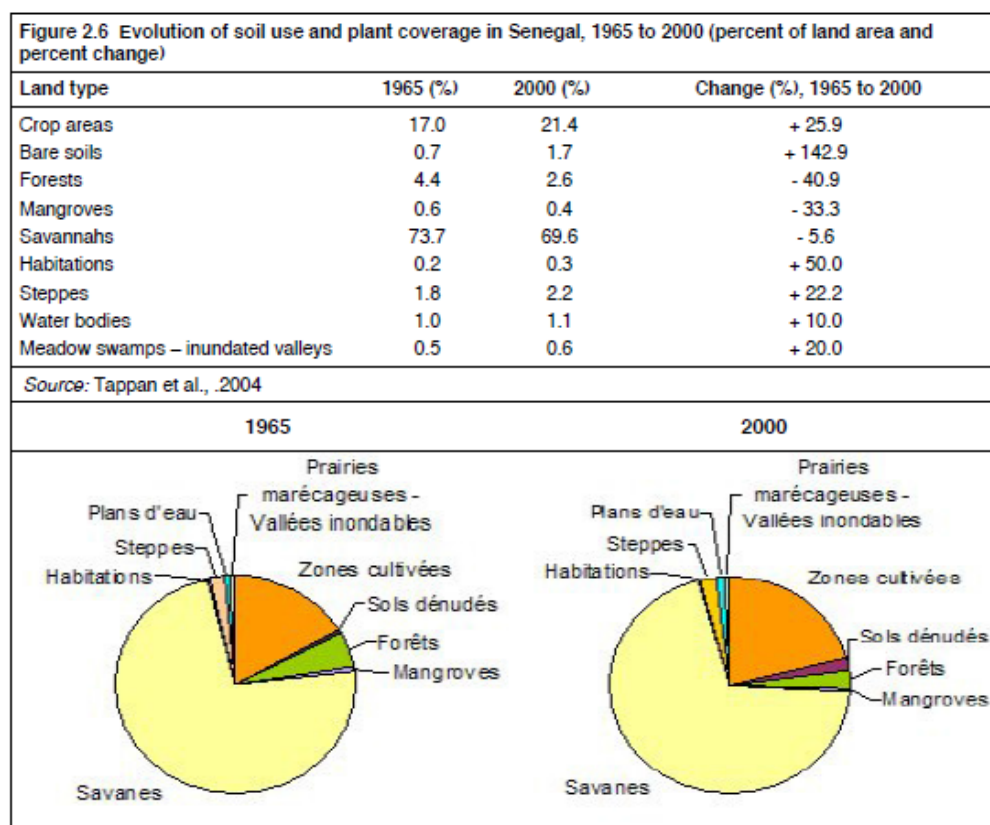 Figure 2.6 Evolution of soil use and plant coverage in Senegal, 1965 to 2000 (percent of land area and
percent change)
Land type 1965 (%) 2000 (%) Change (%), 1965 to 2000
Crop areas 17.0 21.4 + 25.9
Bare soils 0.7 1.7 + 142.9
Forests 4.4 2.6 - 40.9
Mangroves 0.6 0.4 - 33.3
Savannahs 73.7 69.6 - 5.6
Habitations 0.2 0.3 + 50.0
Steppes 1.8 2.2 + 22.2
Water bodies 1.0 1.1 + 10.0
Meadow swamps – inundated valleys 0.5 0.6 + 20.0
Source: Tappan et al., .2004
1965
Prairies
marécageuses -
Vallées inondables
Plans d'eau
Steppes
Habitations
Zones cultivées
Sols dénudés
Forêts
Mangroves
Savanes
2000
Prairies
marécageuses -
Vallées inondables
Plans d'eau
Steppes
Habitations
Zones cultivées
Sols dénudés
Forêts
Mangroves
Savanes